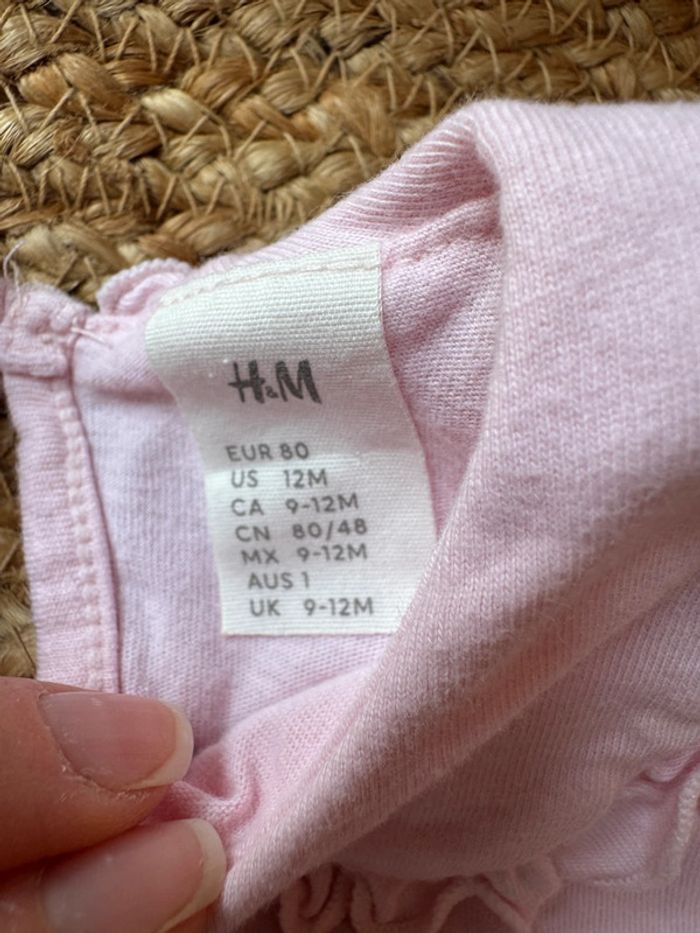 H&M
EUR 80
US 12M
CA 9-12M
CN 80/48
MX 9-12M
AUS 1
UK 9-12M